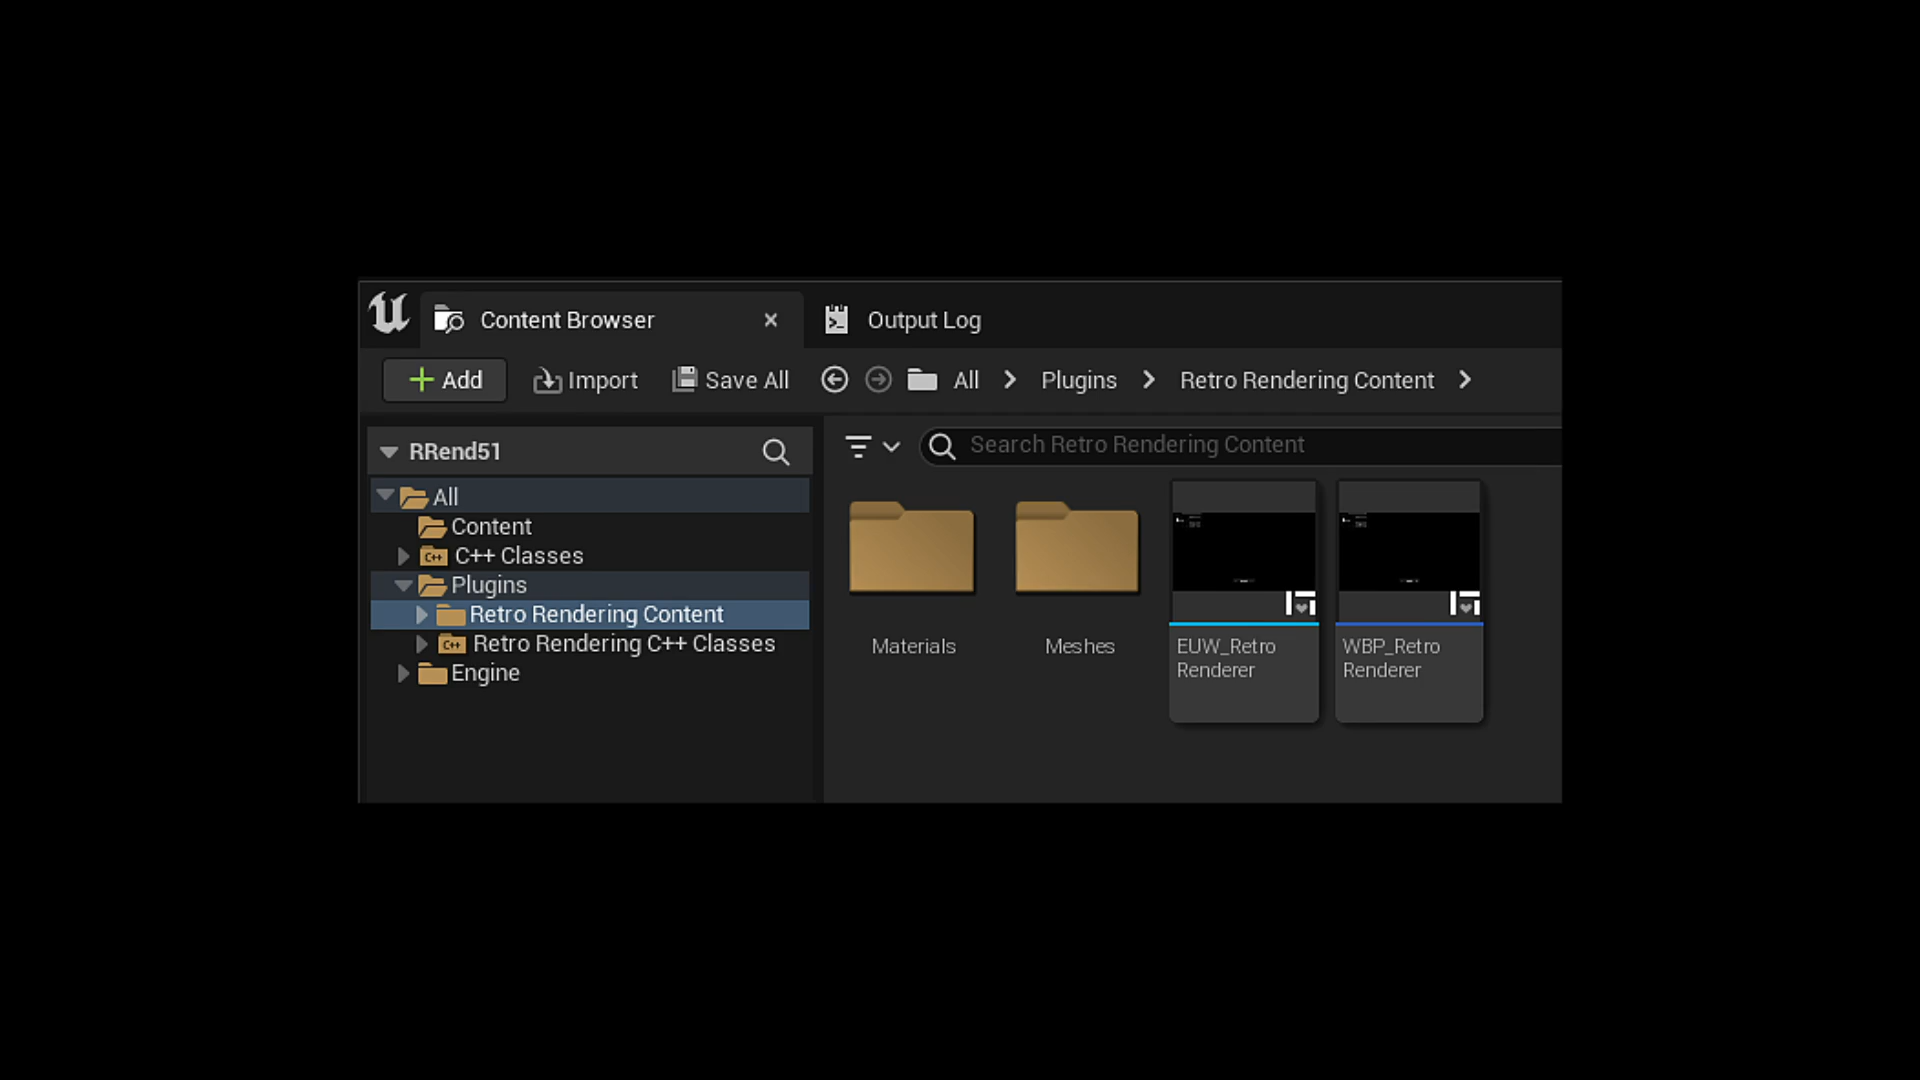 Content Browser
Output Log
Add
Import
Save All
All
Plugins
Retro Rendering Content
RRend51
Search Retro Rendering Content
All
Content
C++ Classes
Plugins
Retro Rendering Content
Retro Rendering C++ Classes
Engine
Materials
Meshes
EUW_Retro
Renderer
WBP_Retro
Renderer